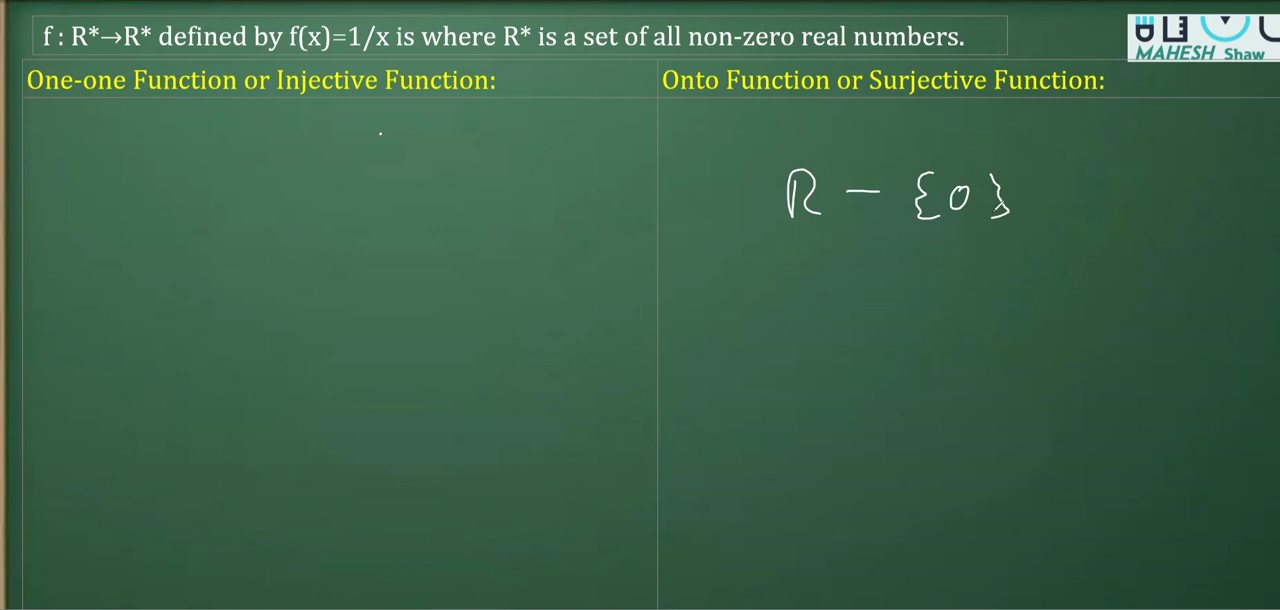 f : R*→R* defined by f(x)=1/x is where R* is a set of all non-zero real numbers.
MAHESH Shaw
One-one Function or Injective Function:
Onto Function or Surjective Function:
R - {0}